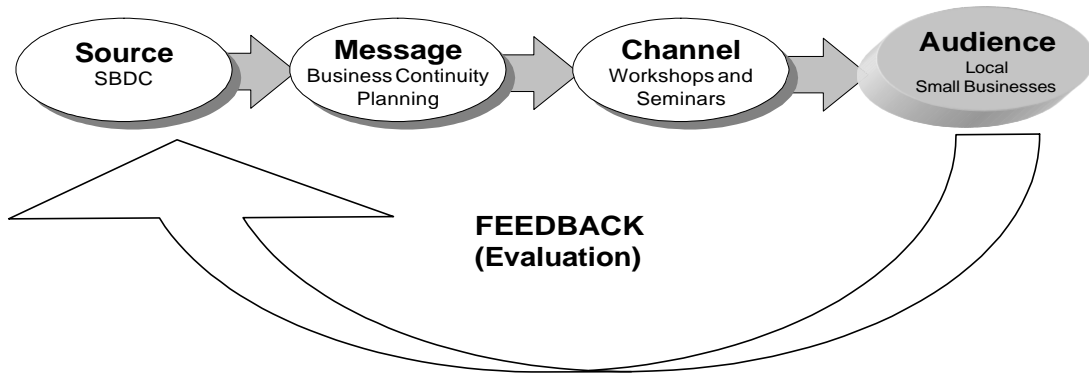 Source
SBDC
Message
Business Continuity
Planning
Channel
Workshops and
Seminars
Audience
Local
Small Businesses
FEEDBACK
(Evaluation)